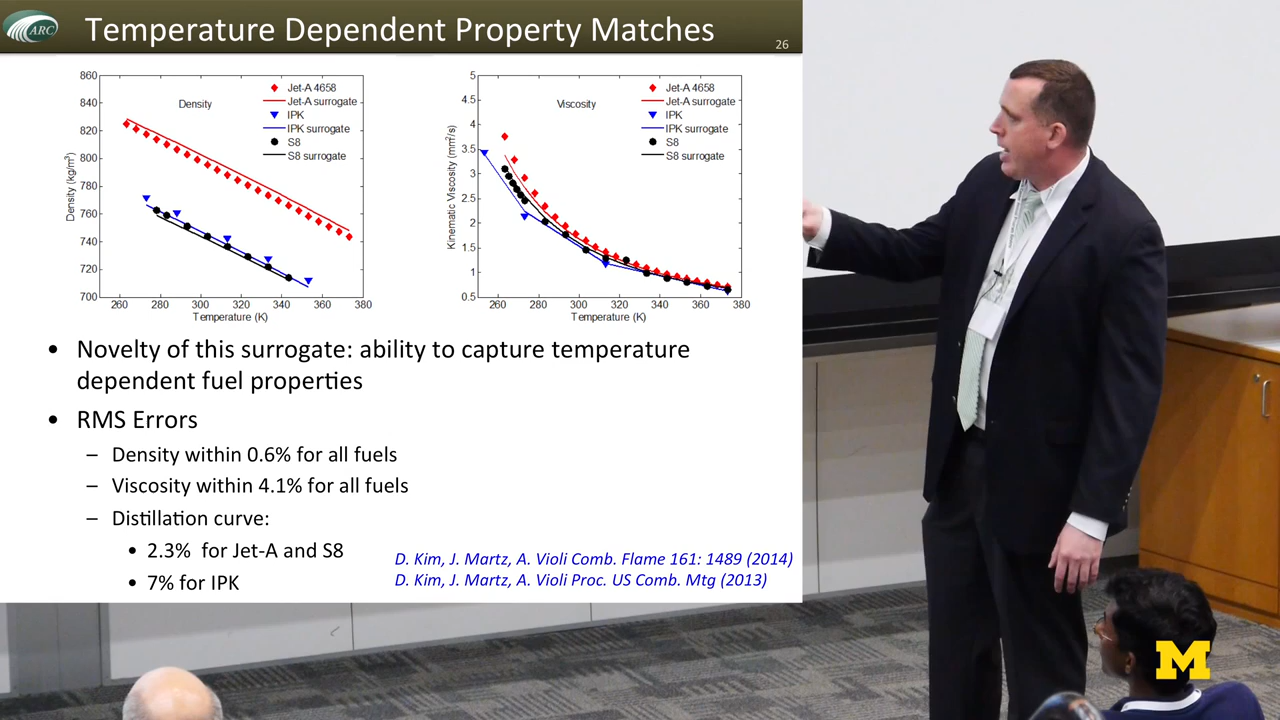 ARC
Temperature Dependent Property Matches
26
860
840
820
800
780
760
740
720
700
260
280
300
320
340
360
380
Density (kg/m³)
Temperature (K)
Density
Jet-A 4658
Jet-A surrogate
IPK
IPK surrogate
S8
S8 surrogate
5
4.5
4
3.5
3
2.5
2
1.5
1
0.5
260
280
300
320
340
360
380
Kinematic Viscosity (mm²/s)
Temperature (K)
Viscosity
Jet-A 4658
Jet-A surrogate
IPK
IPK surrogate
S8
S8 surrogate
• Novelty of this surrogate: ability to capture temperature
dependent fuel properties
• RMS Errors
– Density within 0.6% for all fuels
– Viscosity within 4.1% for all fuels
– Distillation curve:
• 2.3% for Jet-A and S8
• 7% for IPK
D. Kim, J. Martz, A. Violi Comb. Flame 161: 1489 (2014)
D. Kim, J. Martz, A. Violi Proc. US Comb. Mtg (2013)
M